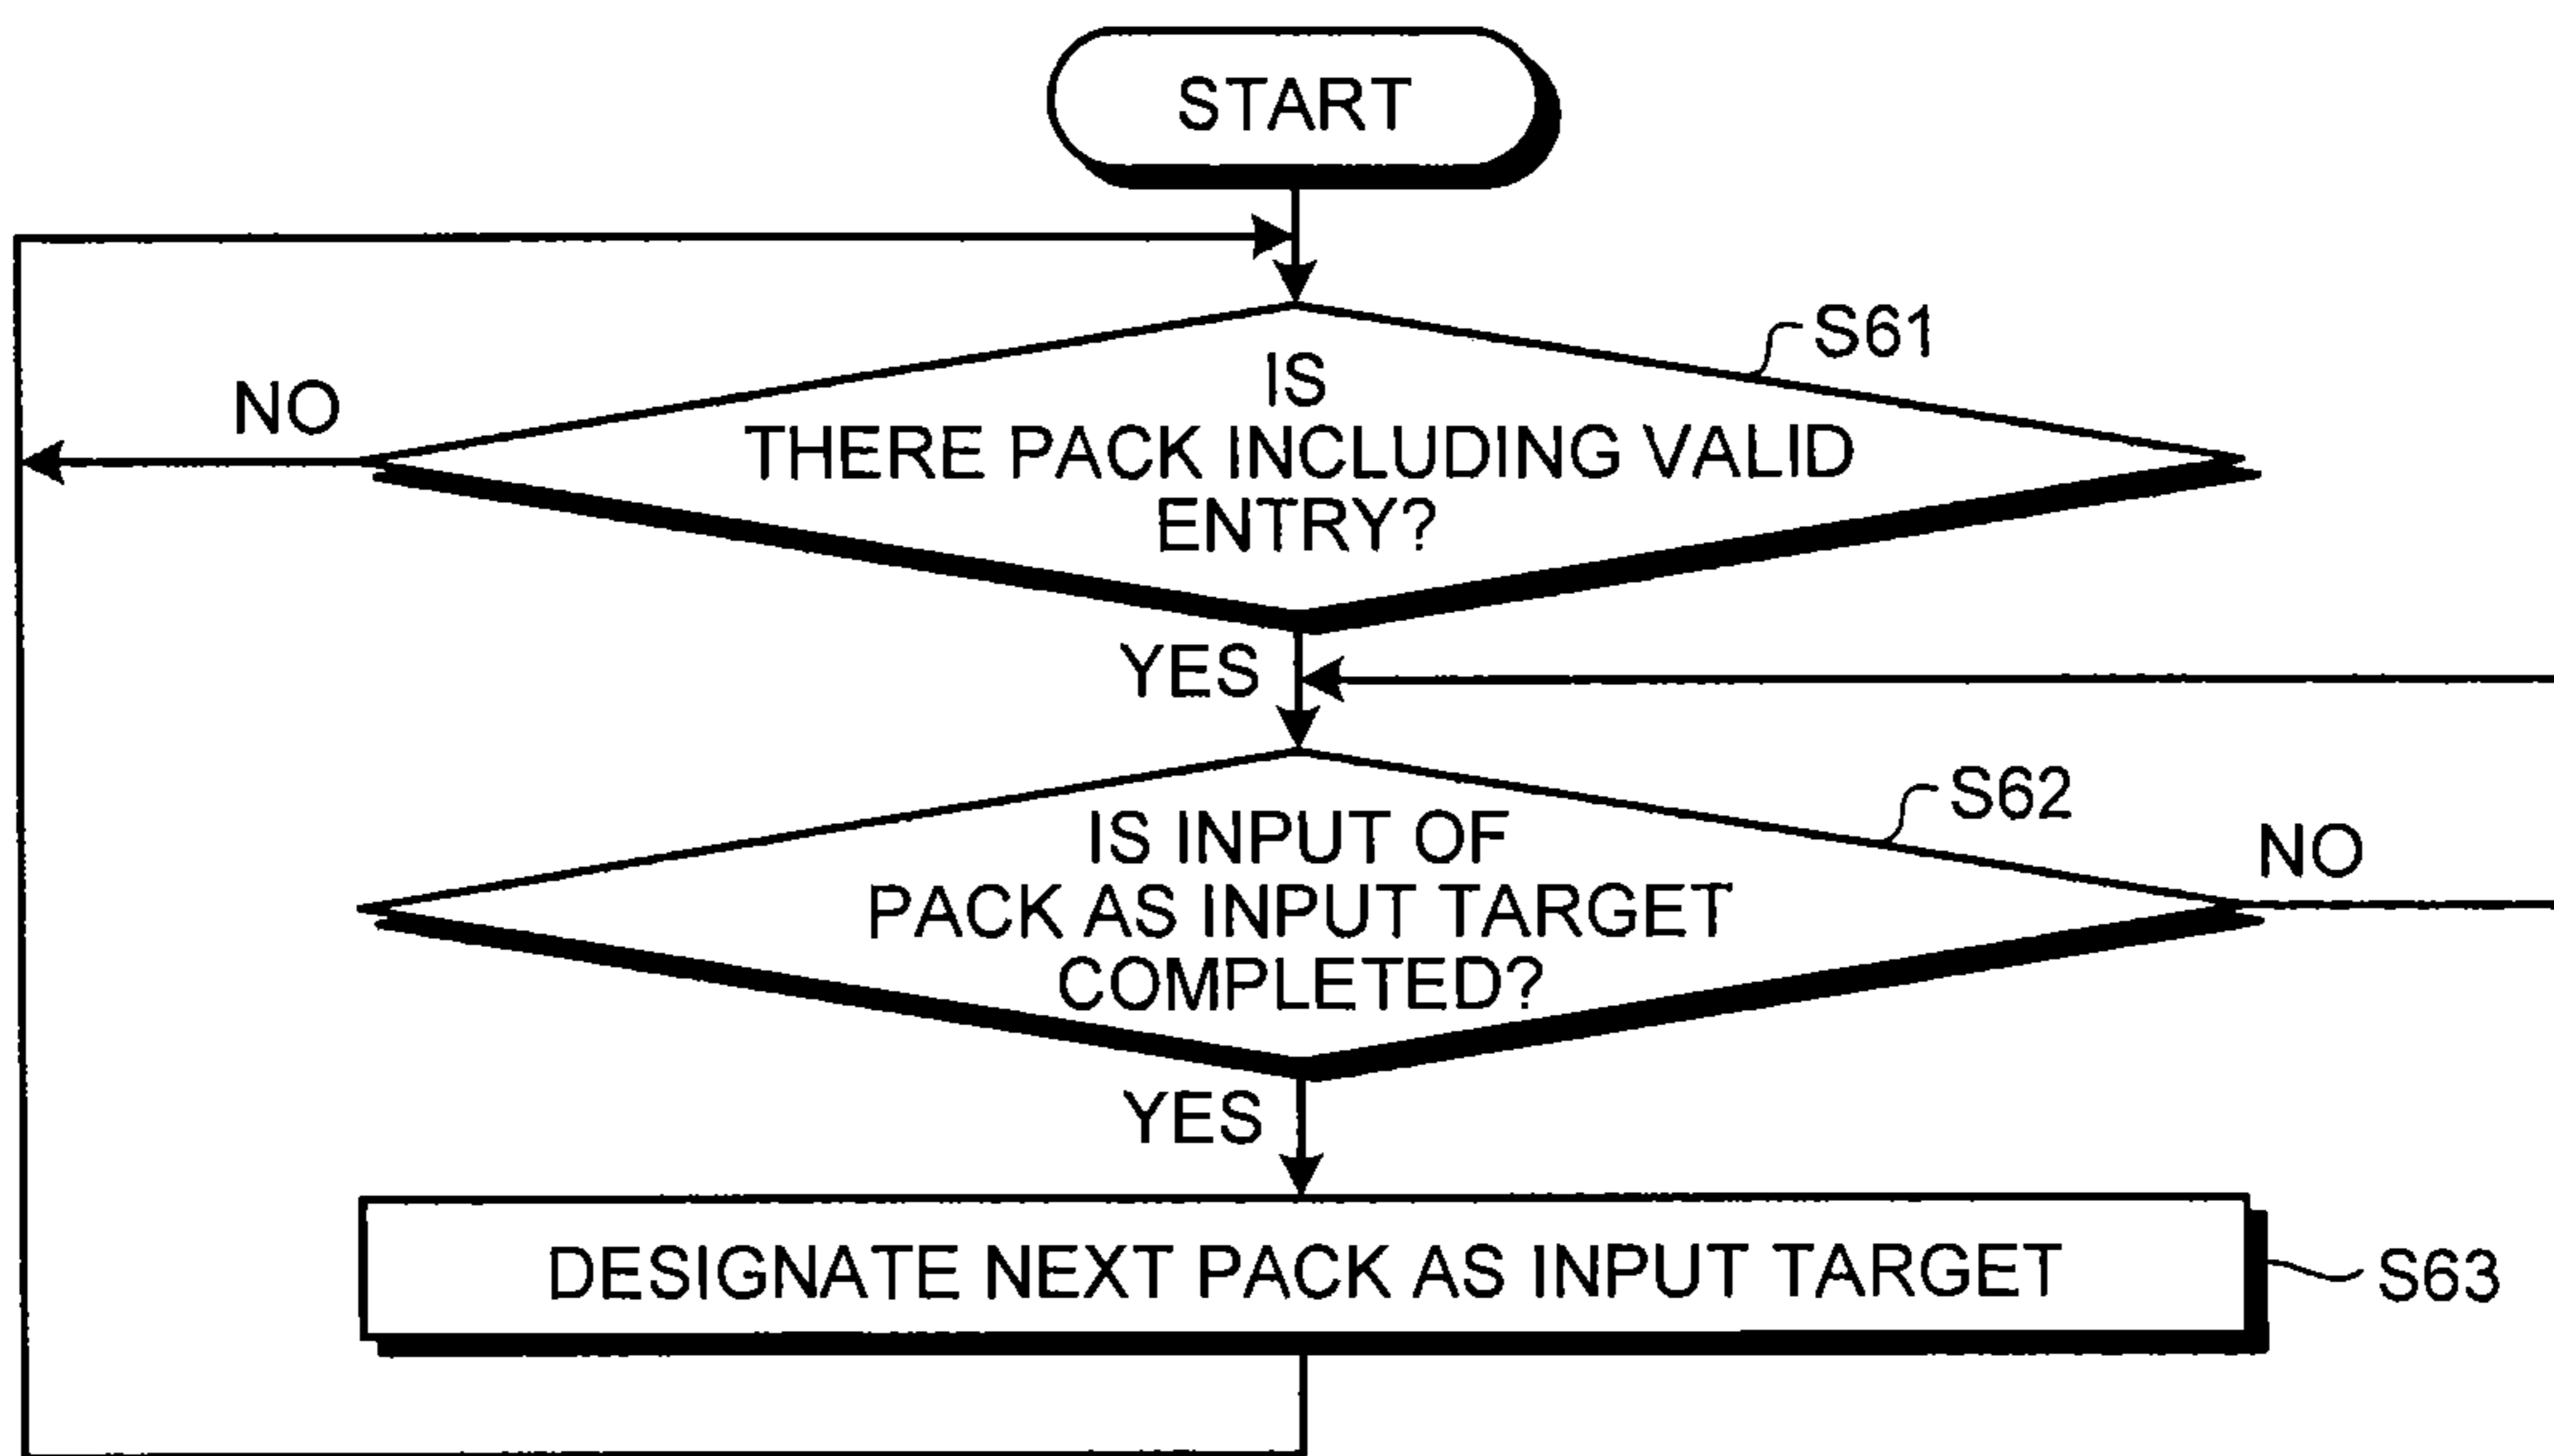 START
S61
IS
NO
THERE PACK INCLUDING VALID
ENTRY?
YES
S62
IS INPUT OF
NO
PACK AS INPUT TARGET
COMPLETED?
YES
DESIGNATE NEXT PACK AS INPUT TARGET
S63